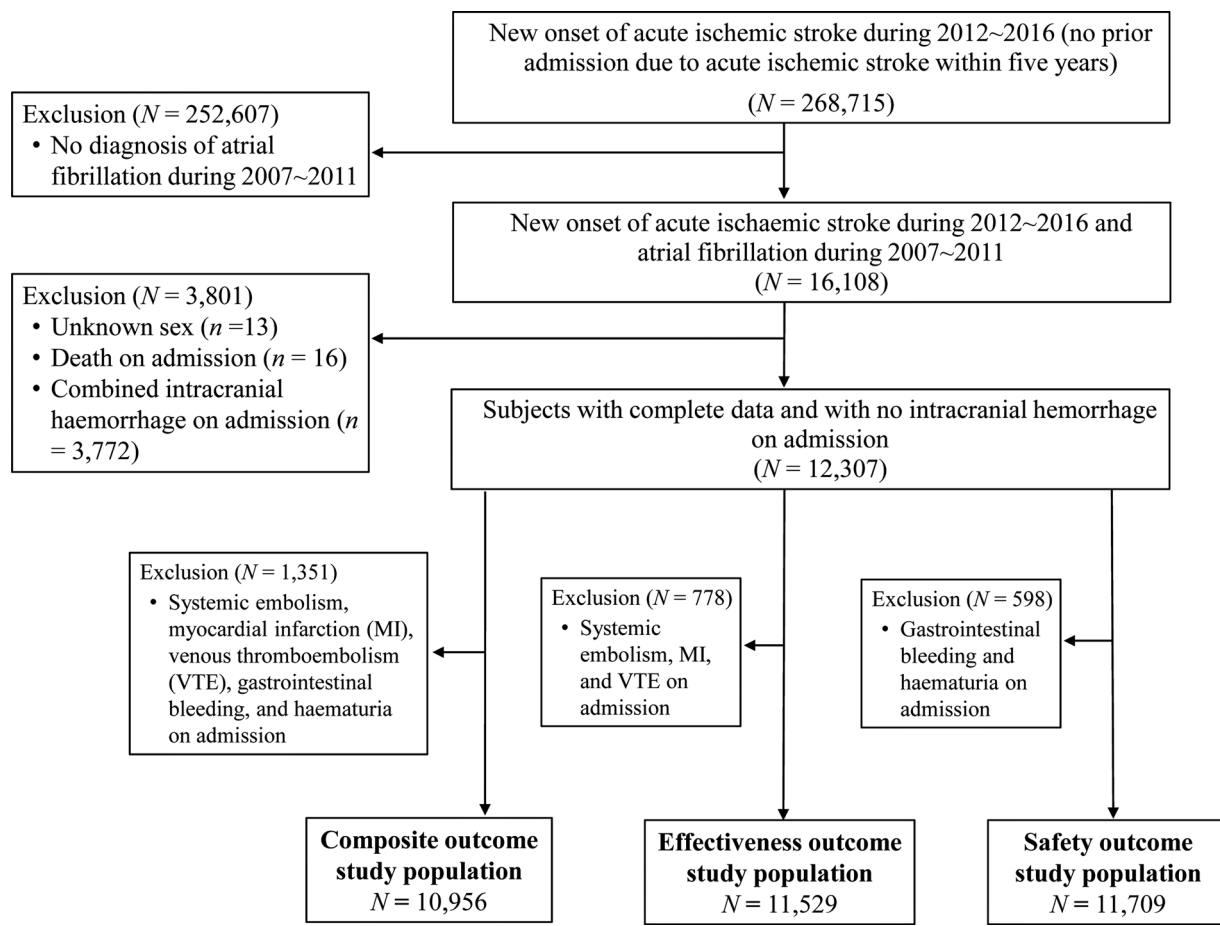 New onset of acute ischemic stroke during 2012~2016 (no prior
admission due to acute ischemic stroke within five years)
(N = 268,715)
Exclusion (N = 252,607)
• No diagnosis of atrial
fibrillation during 2007~2011
New onset of acute ischaemic stroke during 2012~2016 and
atrial fibrillation during 2007~2011
(N = 16,108)
Exclusion (N = 3,801)
• Unknown sex (n =13)
• Death on admission (n = 16)
• Combined intracranial
haemorrhage on admission (n
= 3,772)
Subjects with complete data and with no intracranial hemorrhage
on admission
(N = 12,307)
Exclusion (N = 1,351)
• Systemic embolism,
myocardial infarction (MI),
venous thromboembolism
(VTE), gastrointestinal
bleeding, and haematuria
on admission
Exclusion (N = 778)
• Systemic
embolism, MI,
and VTE on
admission
Exclusion (N = 598)
• Gastrointestinal
bleeding and
haematuria on
admission
Composite outcome
study population
N = 10,956
Effectiveness outcome
study population
N = 11,529
Safety outcome
study population
N = 11,709